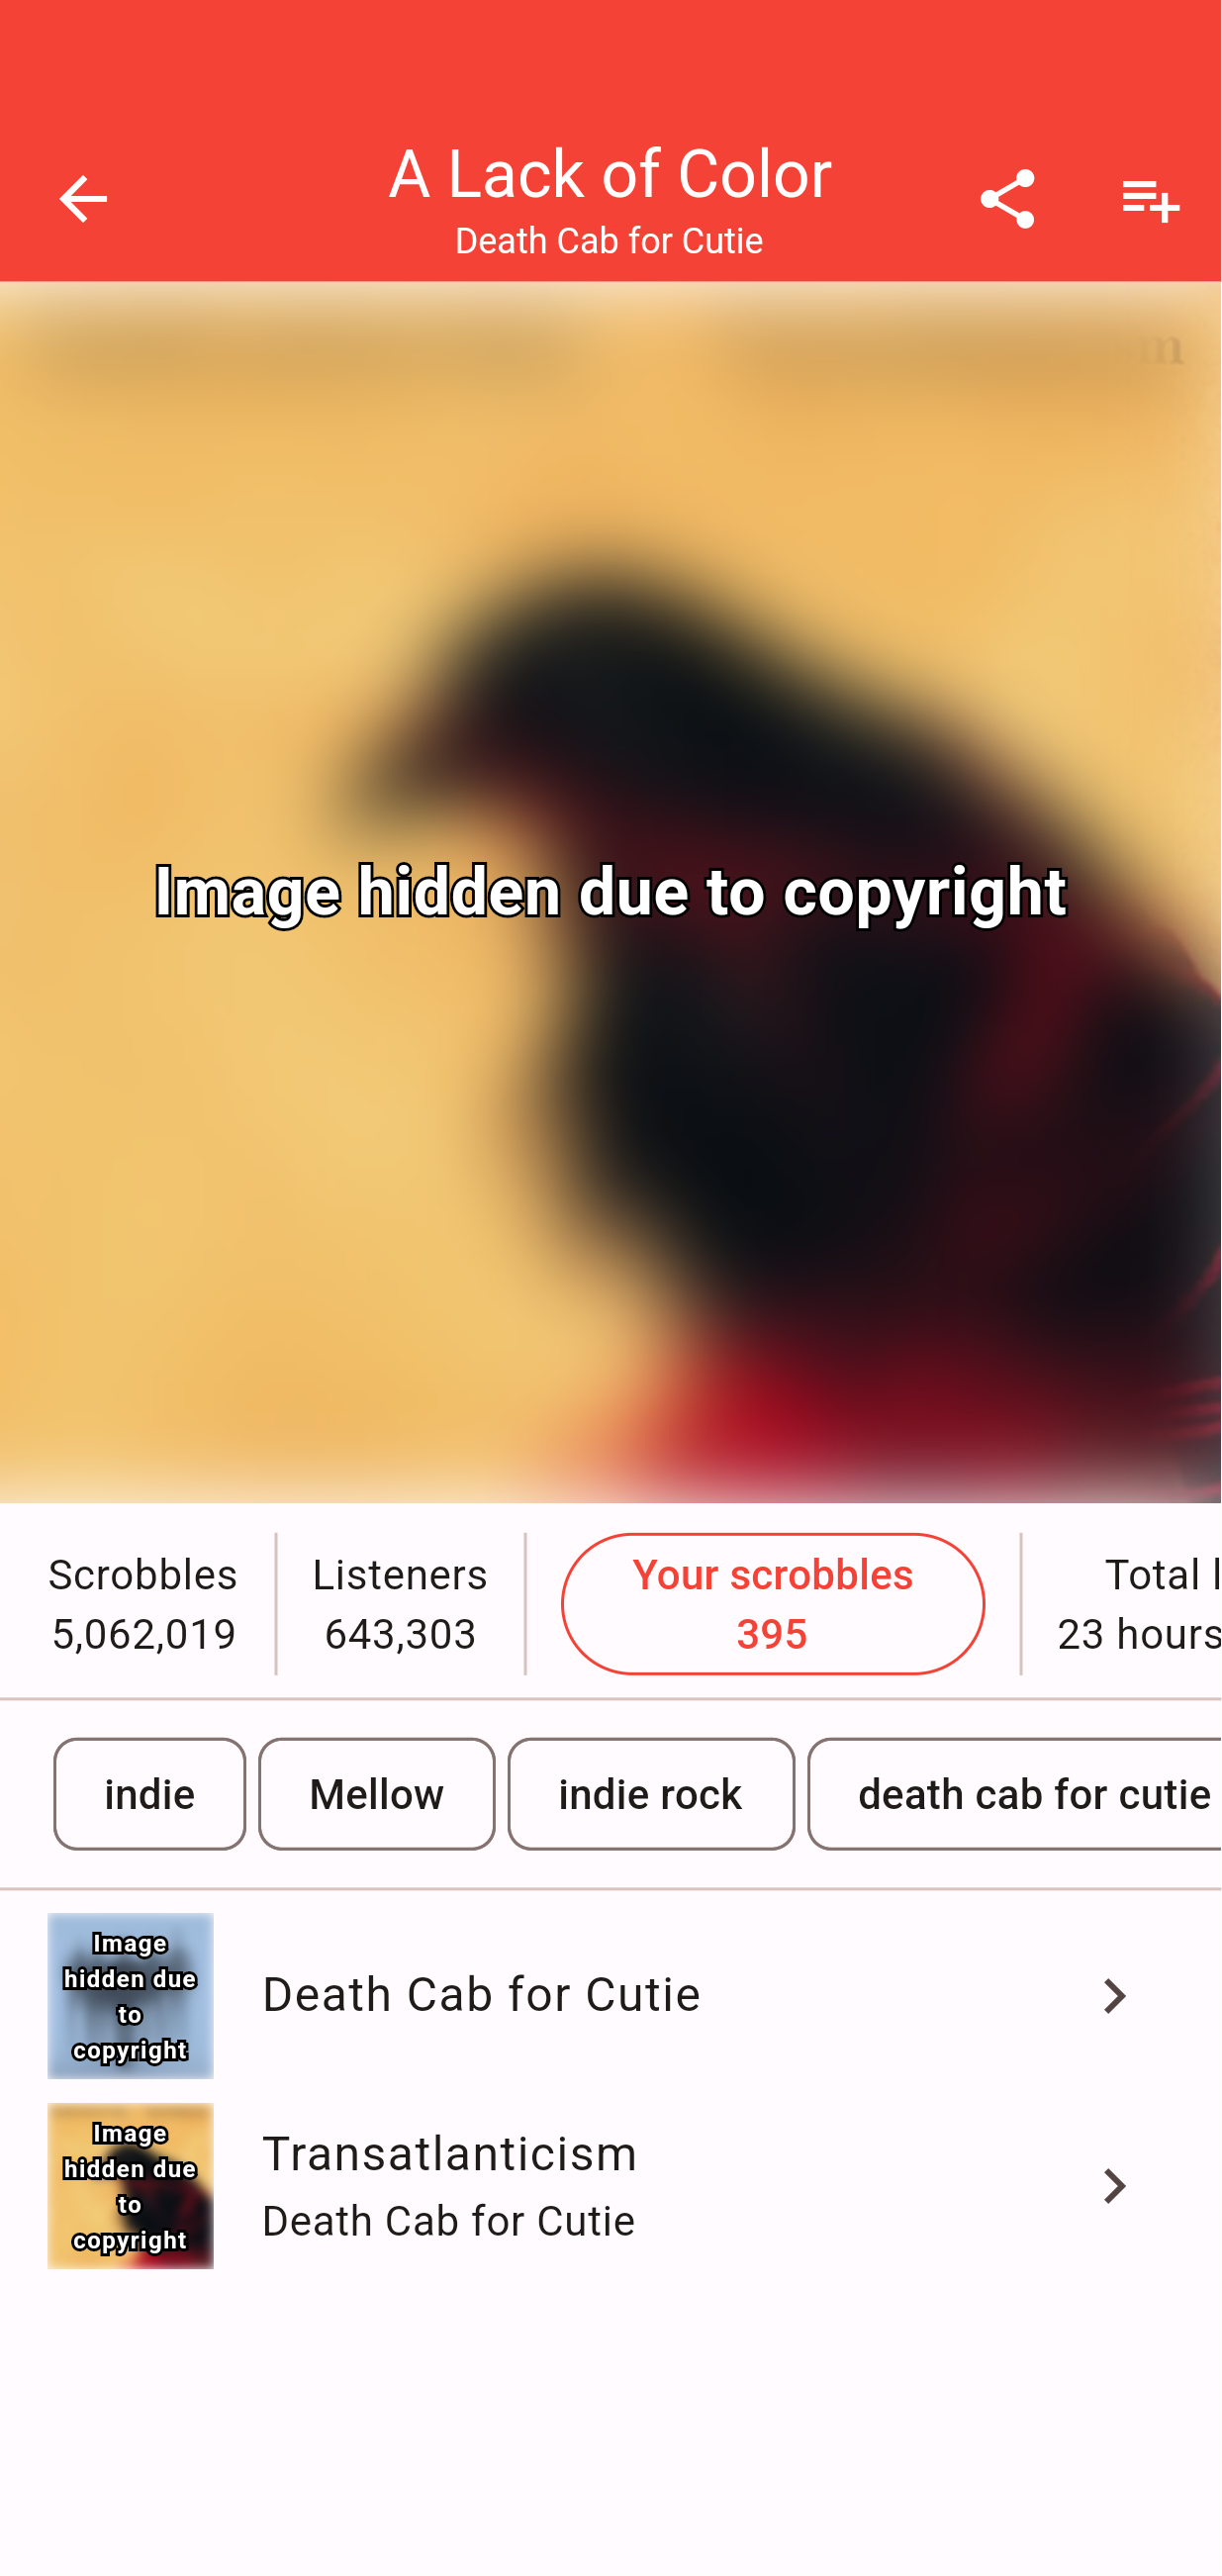 A Lack of Color
Death Cab for Cutie
m
Image hidden due to copyright
Scrobbles
5,062,019
Listeners
643,303
Your scrobbles
395
Total l
23 hours
indie
Mellow
indie rock
death cab for cutie
Image
hidden due
to
copyright
Death Cab for Cutie
Image
hidden due
to
copyright
Transatlanticism
Death Cab for Cutie